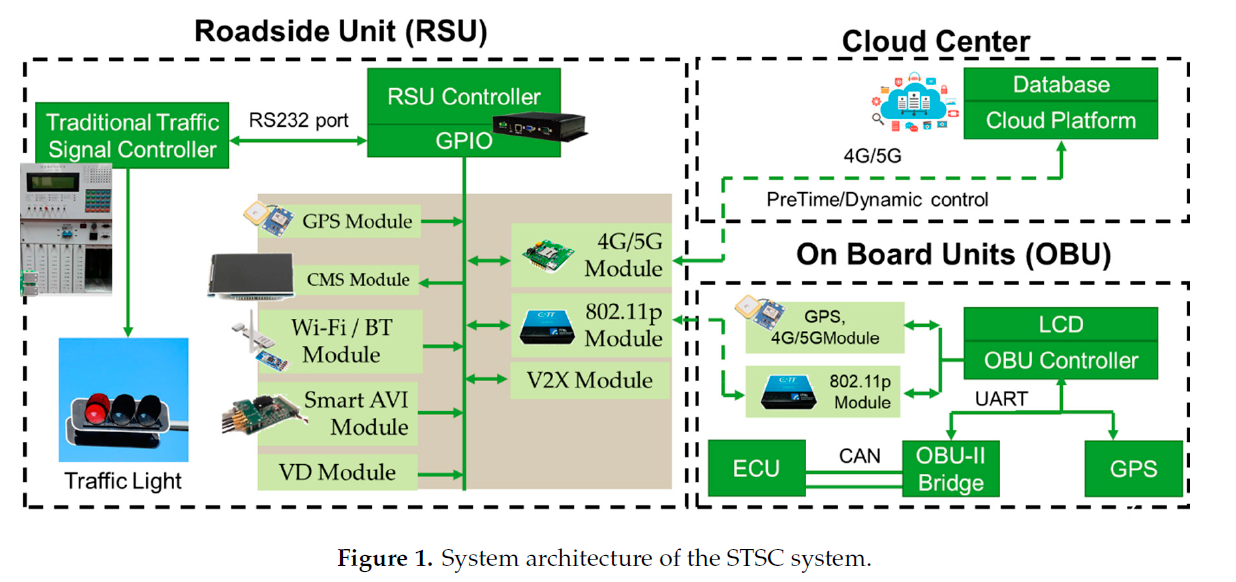 Roadside Unit (RSU)
Traditional Traffic
Signal Controller
RS232 port
RSU Controller
GPIO
GPS Module
CMS Module
Wi-Fi / BT
Module
Smart AVI
Module
VD Module
4G/5G
Module
802.11p
Module
V2X Module
Traffic Light
Cloud Center
Database
Cloud Platform
4G/5G
PreTime/Dynamic control
On Board Units (OBU)
GPS,
4G/5GModule
802.11p
Module
LCD
OBU Controller
UART
ECU
CAN
OBU-II
Bridge
GPS
Figure 1. System architecture of the STSC system.